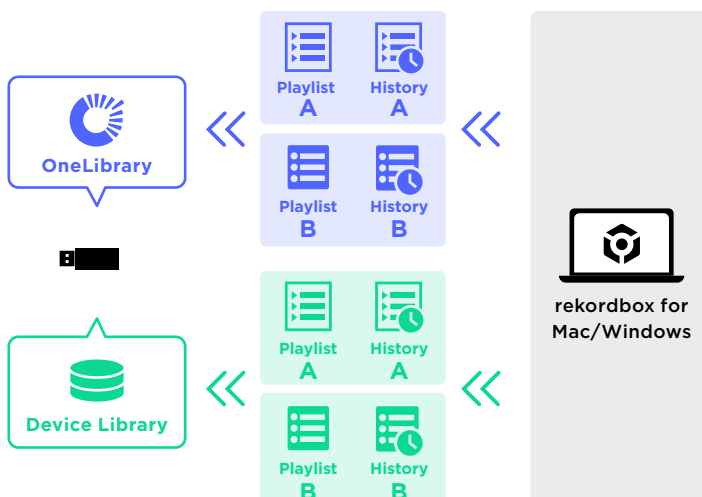 Playlist
A
History
A
OneLibrary
Playlist
B
History
B
rekordbox for
Mac/Windows
Playlist
A
History
A
Device Library
Playlist
B
History
B